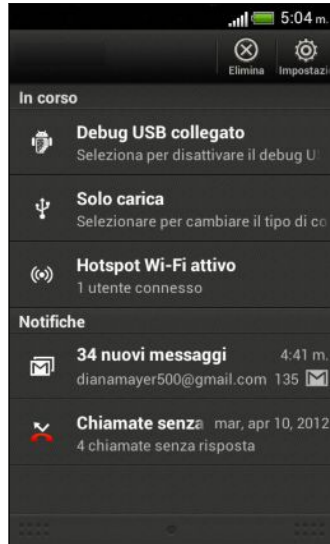 5:04 m.
Elimina
Impostazi
In corso
Debug USB collegato
Seleziona per disattivare il debug U
Solo carica
Selezionare per cambiare il tipo di co
Hotspot Wi-Fi attivo
1 utente connesso
Notifiche
34 nuovi messaggi 4:41 m.
dianamayer500@gmail.com 135
Chiamate senza mar, apr 10, 2012
4 chiamate senza risposta